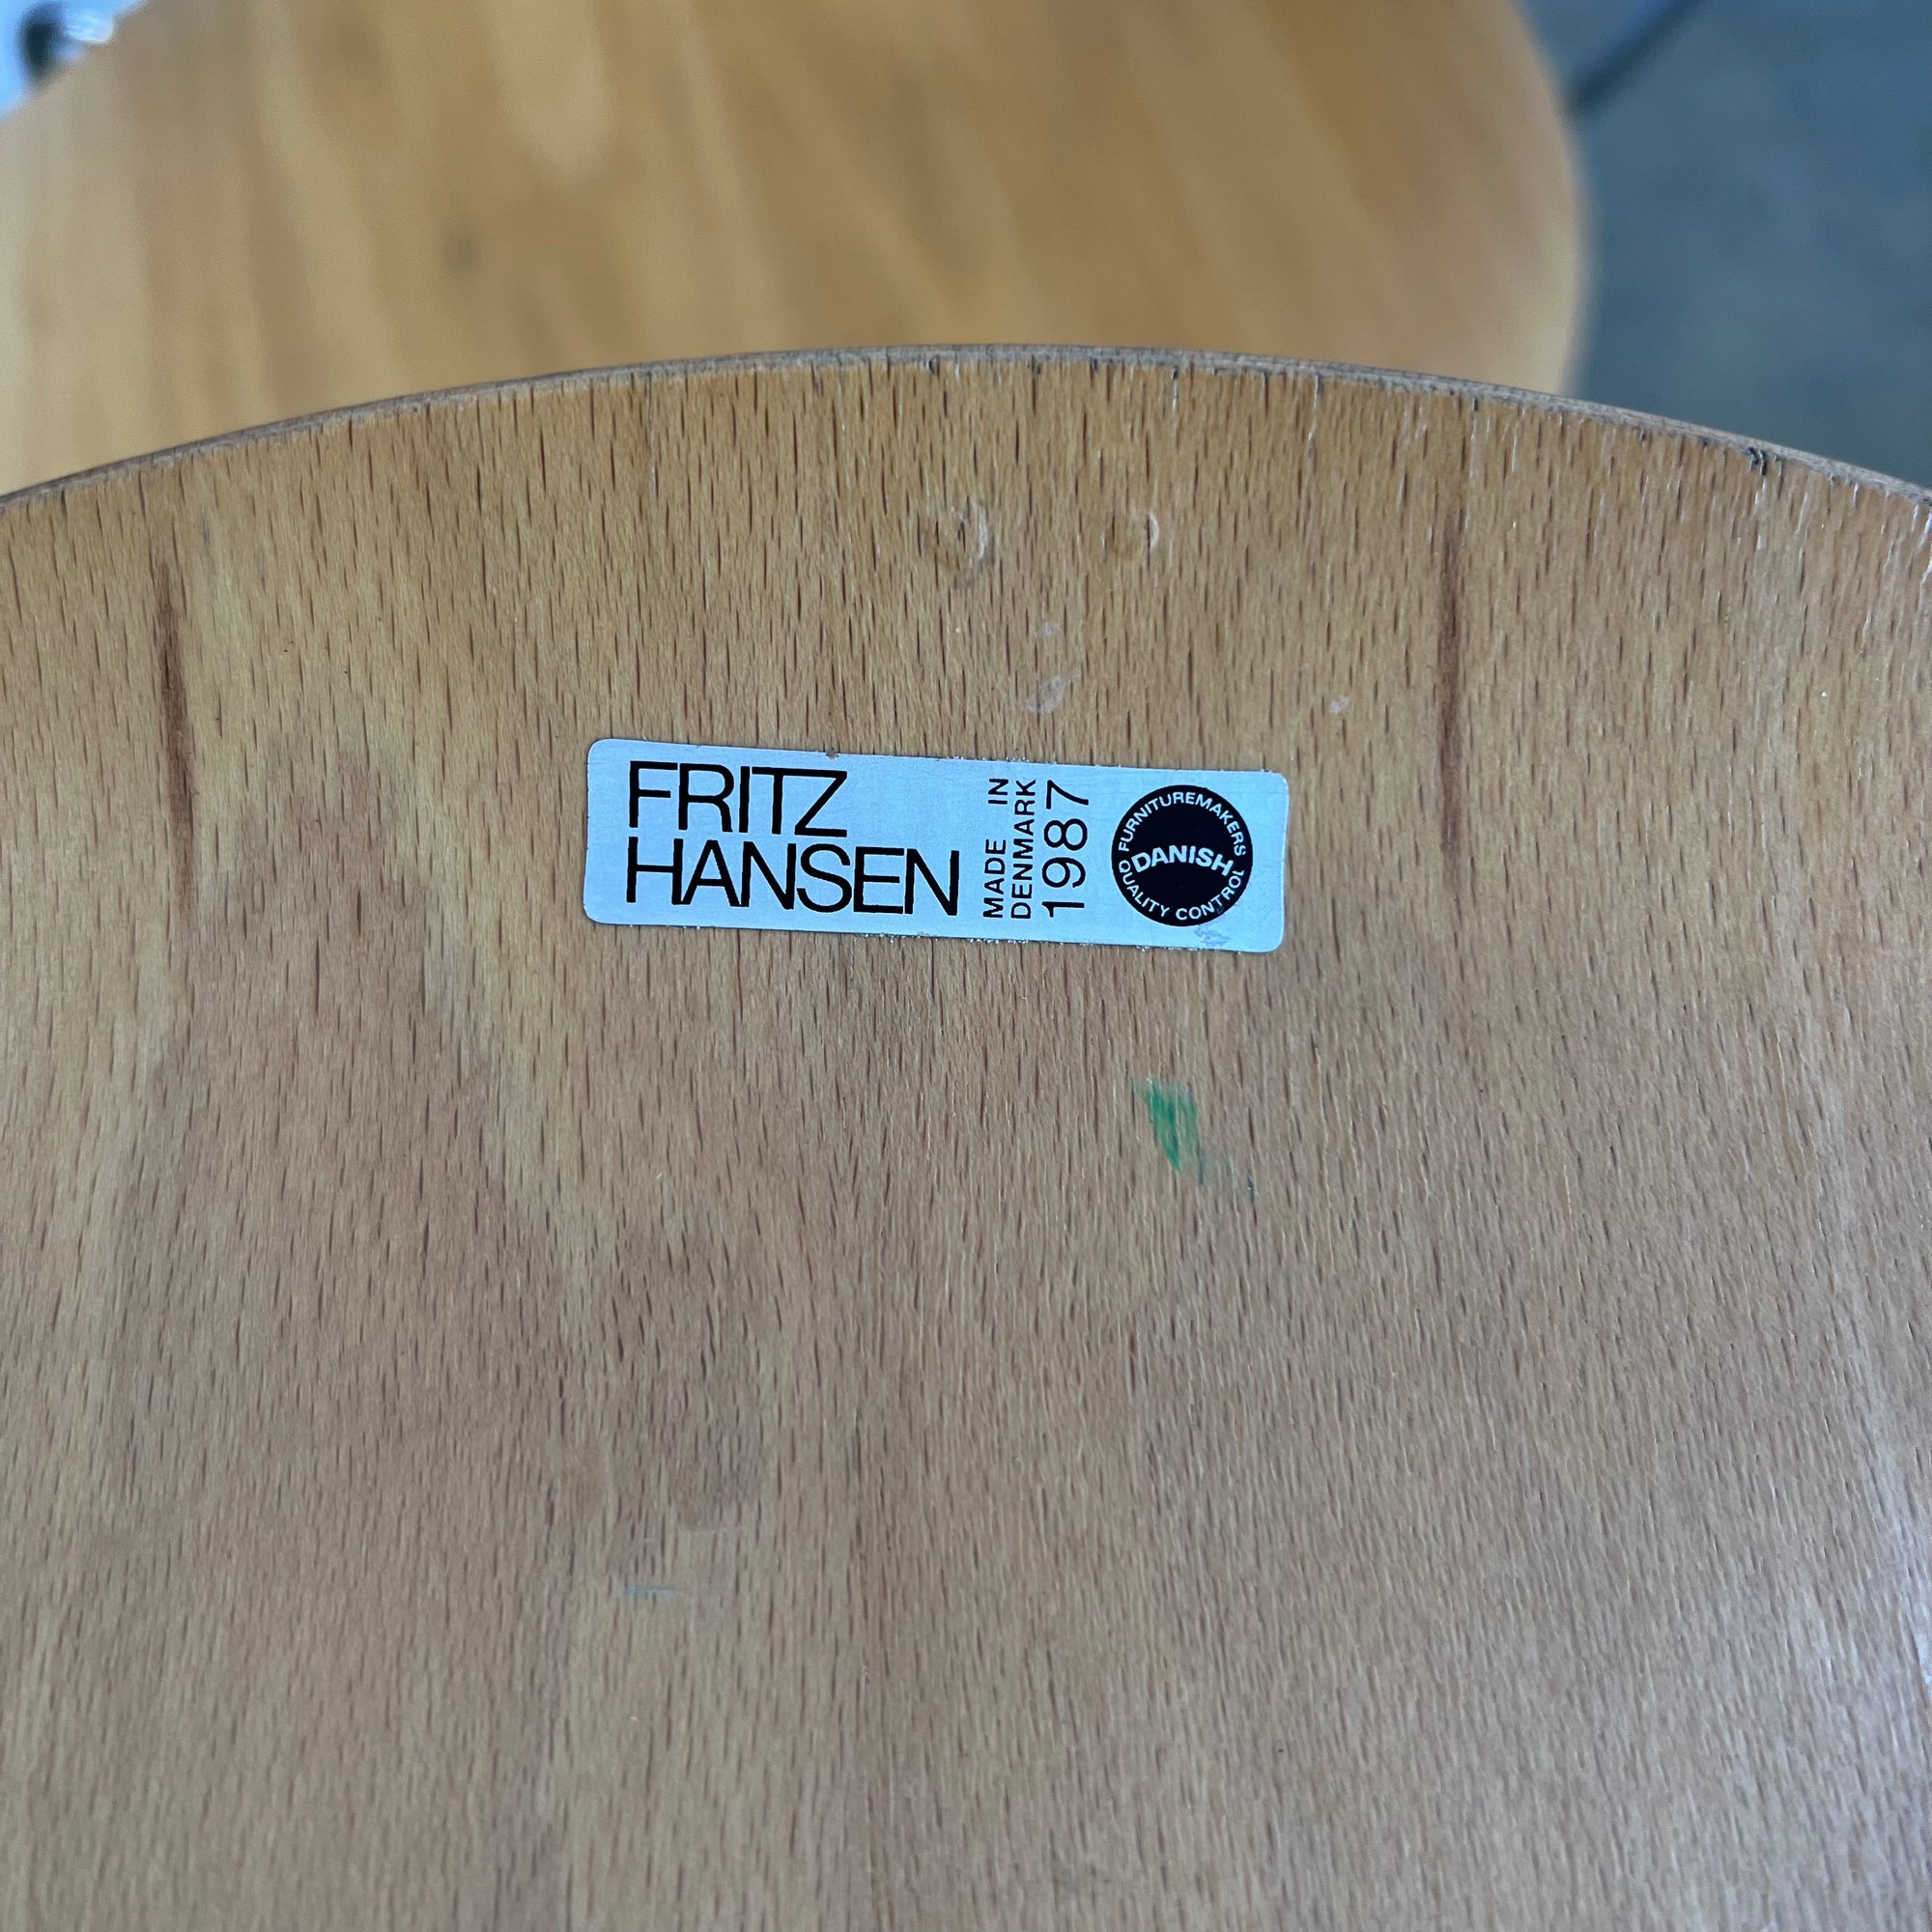 FRITZ
HANSEN
MADE IN
DENMARK
1987
FURNITUREMAKERS
DANISH
QUALITY CONTROL